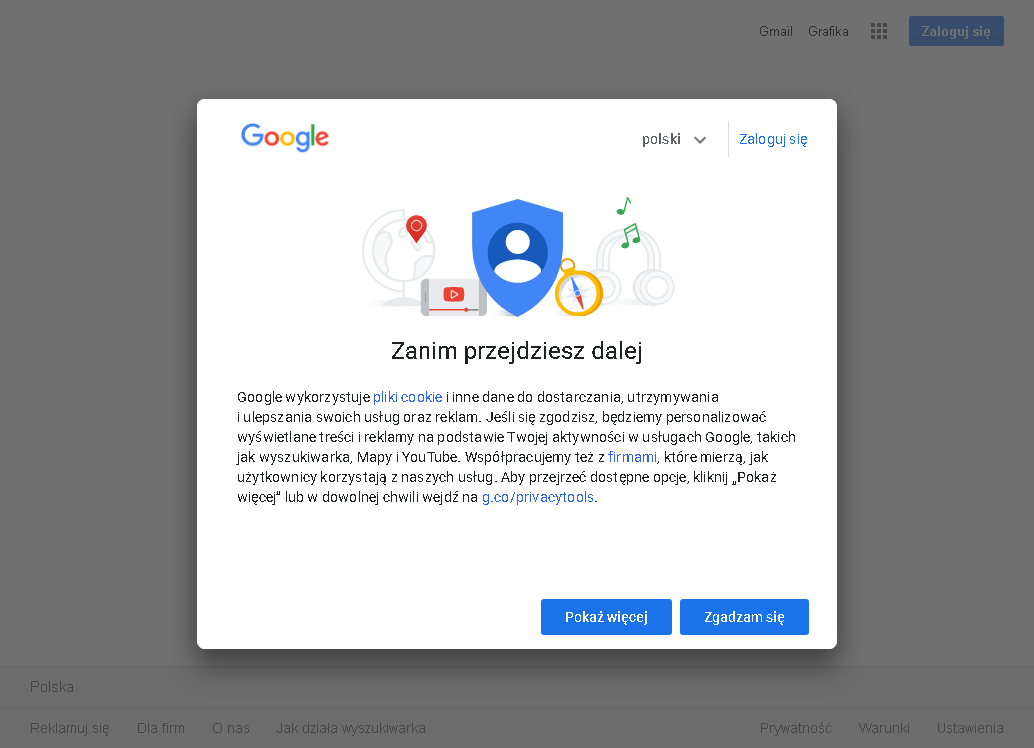 Gmail Grafika Zaloguj się
Google polski Zaloguj się
Zanim przejdziesz dalej
Google wykorzystuje pliki cookie i inne dane do dostarczania, utrzymywania
i ulepszania swoich usług oraz reklam. Jeśli się zgodzisz, będziemy personalizować
wyświetlane treści i reklamy na podstawie Twojej aktywności w usługach Google, takich
jak wyszukiwarka, Mapy i YouTube. Współpracujemy też z firmami, które mierzą, jak
użytkownicy korzystają z naszych usług. Aby przejrzeć dostępne opcje, kliknij „Pokaż
więcej” lub w dowolnej chwili wejdź na g.co/privacytools.
Pokaż więcej Zgadzam się
Polska
Reklamuj się Dla firm O nas Jak działa wyszukiwarka Prywatność Warunki Ustawienia